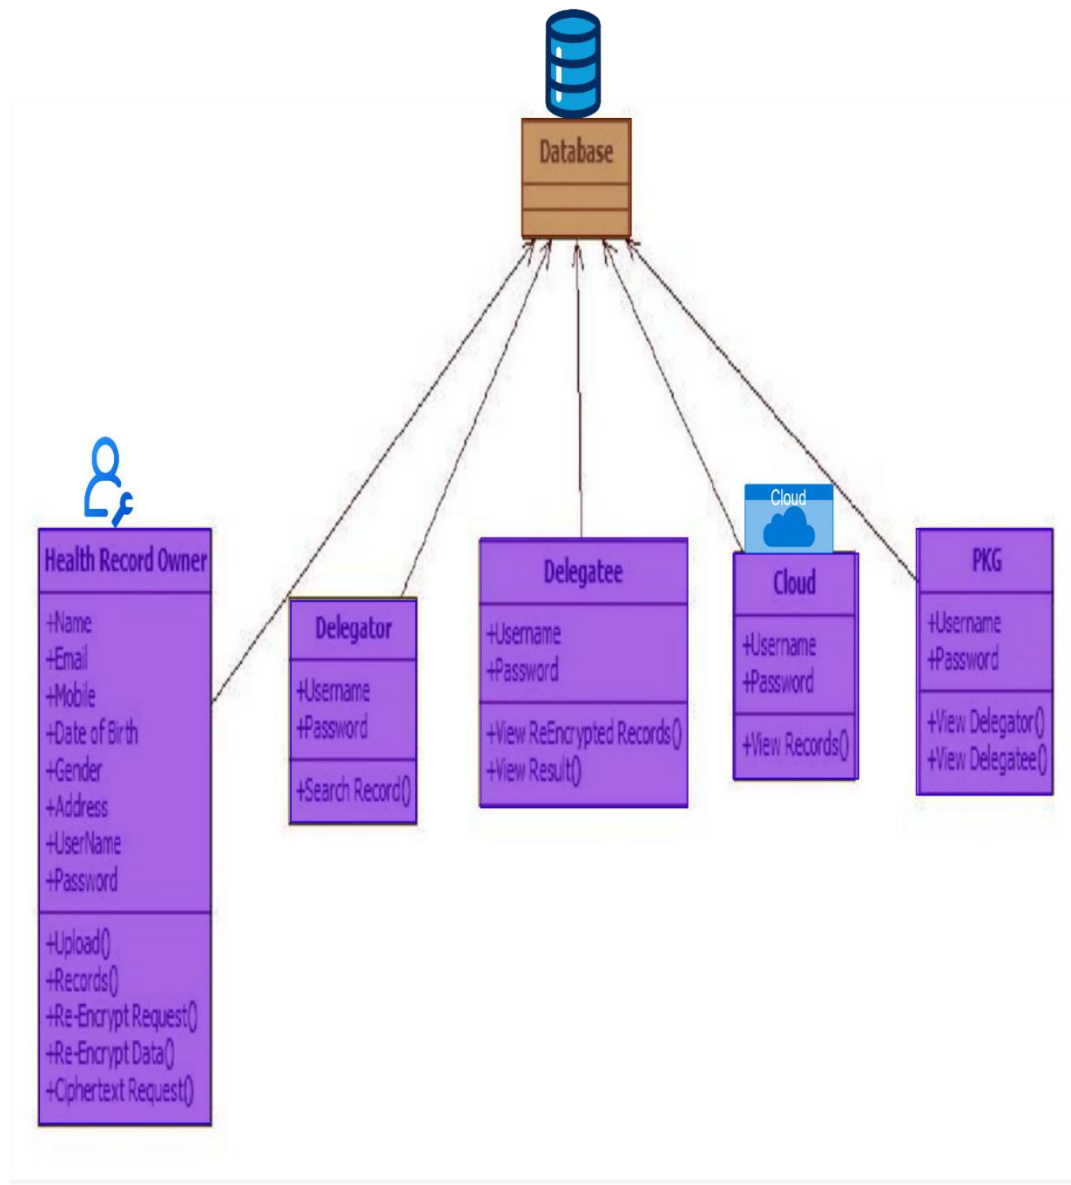 Database
Health Record Owner
+Name
+Email
+Mobile
+Date of Birth
+Gender
+Address
+UserName
+Password
+Upload()
+Records()
+Re-Encrypt Request()
+Re-Encrypt Data()
+Ciphertext Request()
Delegator
+Username
+Password
+Search Record()
Delegatee
+Username
+Password
+View ReEncrypted Records()
+View Result()
Cloud
Cloud
+Username
+Password
+View Records()
PKG
+Username
+Password
+View Delegator()
+View Delegatee()